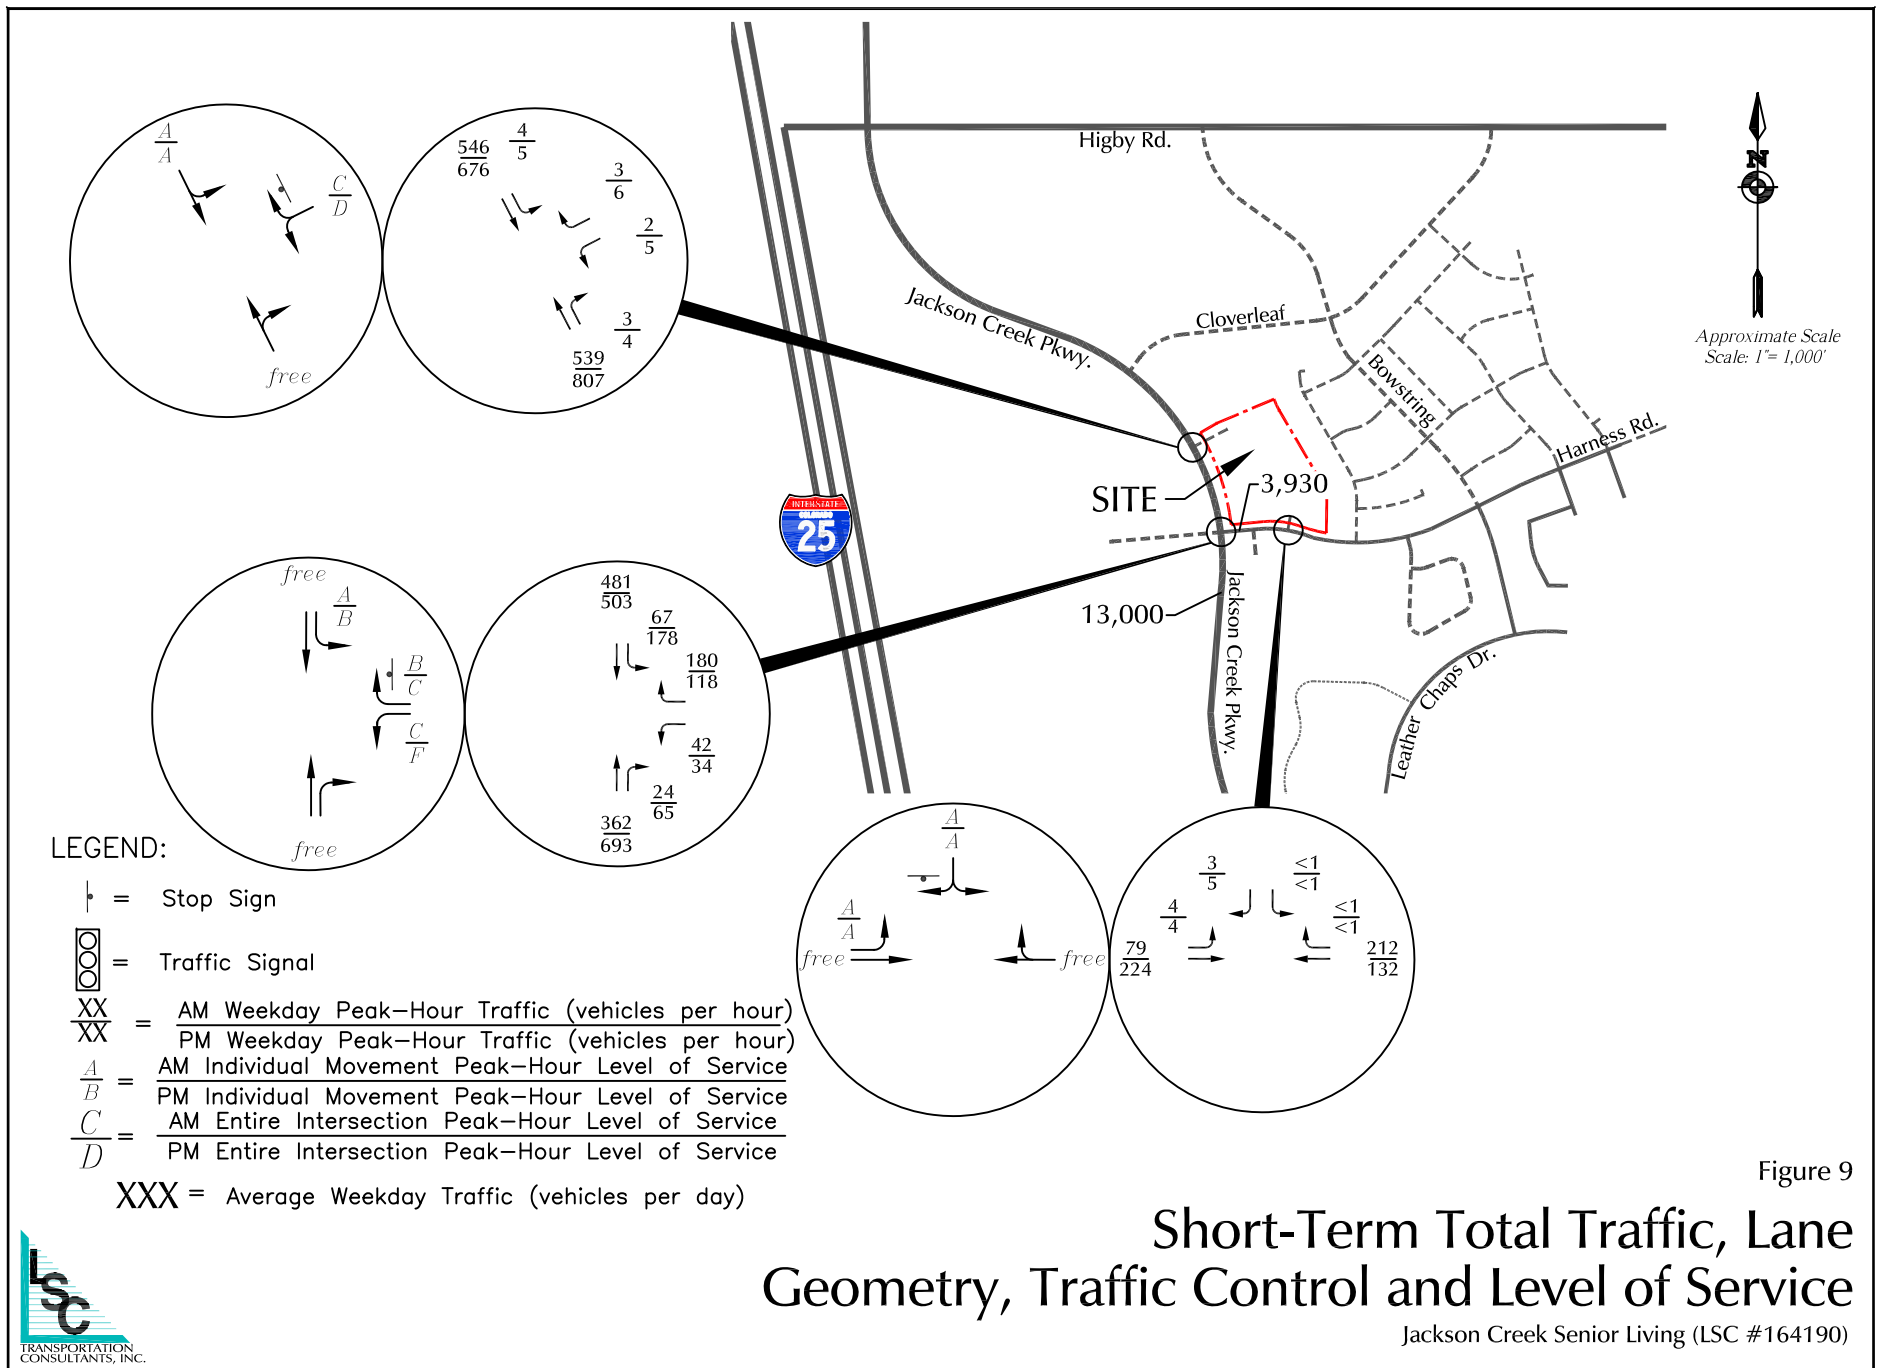 A
A
C
D
free
546
676
4
5
3
6
2
5
3
4
539
807
Higby Rd.
Jackson Creek Pkwy.
Cloverleaf
Bowstring
Harness Rd.
N
Approximate Scale
Scale: 1"= 1,000'
SITE
3,930
INTERSTATE
COLORADO
25
13,000
Jackson Creek Pkwy.
Leather Chaps Dr.
free
A
B
B
C
C
F
free
481
503
67
178
180
118
42
34
24
65
362
693
A
A
A
A
free
free
3
5
<1
<1
4
4
<1
<1
79
224
212
132
LEGEND:
= Stop Sign
= Traffic Signal
XX
XX
=
AM Weekday Peak-Hour Traffic (vehicles per hour)
PM Weekday Peak-Hour Traffic (vehicles per hour)
A
B
=
AM Individual Movement Peak-Hour Level of Service
PM Individual Movement Peak-Hour Level of Service
C
D
=
AM Entire Intersection Peak-Hour Level of Service
PM Entire Intersection Peak-Hour Level of Service
XXX = Average Weekday Traffic (vehicles per day)
Figure 9
Short-Term Total Traffic, Lane
Geometry, Traffic Control and Level of Service
Jackson Creek Senior Living (LSC #164190)
LSC
TRANSPORTATION
CONSULTANTS, INC.